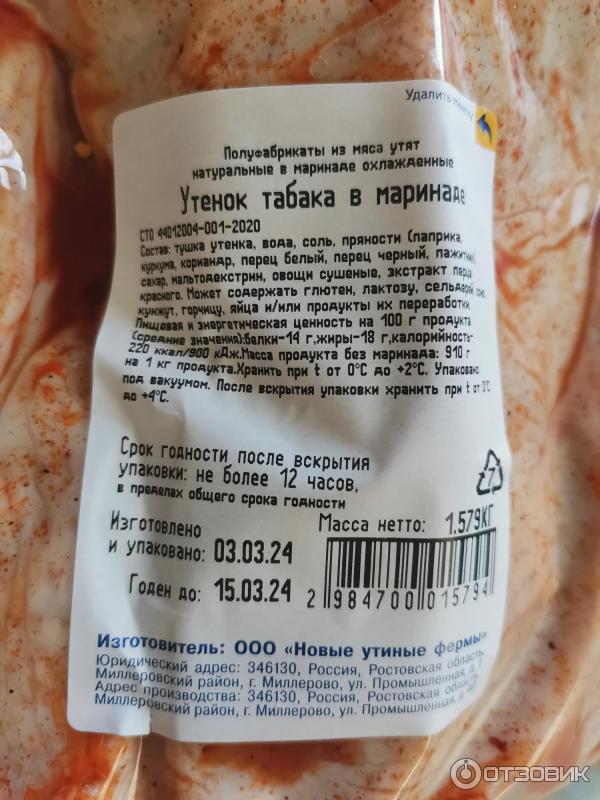 Удалить этикетку
Полуфабрикаты из мяса утят
натуральные в маринаде охлажденные
Утенок табака в маринаде
СТО 44012004-001-2020
Состав: тушка утенка, вода, соль, пряности (паприка,
куркума, кориандр, перец белый, перец черный, пажитник),
сахар, мальтодекстрин, овощи сушеные, экстракт перца
красного. Может содержать глютен, лактозу, сельдерей,
кунжут, горчицу, яйца и/или продукты их переработки.
Пищевая и энергетическая ценность на 100 г продукта
(средние значения):белки-14 г,жиры-18 г,калорийность-
220 ккал/900 кДж.Масса продукта без маринада: 910 г
на 1 кг продукта.Хранить при t от 0°С до +2°С. Упаковано
под вакуумом. После вскрытия упаковки хранить при t от 0°С
до +4°С.
Срок годности после вскрытия
упаковки: не более 12 часов,
в пределах общего срока годности
7
Масса нетто: 1.579КГ
Изготовлено
и упаковано: 03.03.24
Годен до: 15.03.24
2 984700 015794
Изготовитель: ООО «Новые утиные фермы».
Юридический адрес: 346130, Россия, Ростовская область,
Миллеровский район, г. Миллерово, ул. Промышленная, д. 1
Адрес производства: 346130, Россия, Ростовская область,
Миллеровский район, г. Миллерово, ул. Промышленная, д.
ОТЗОВИК